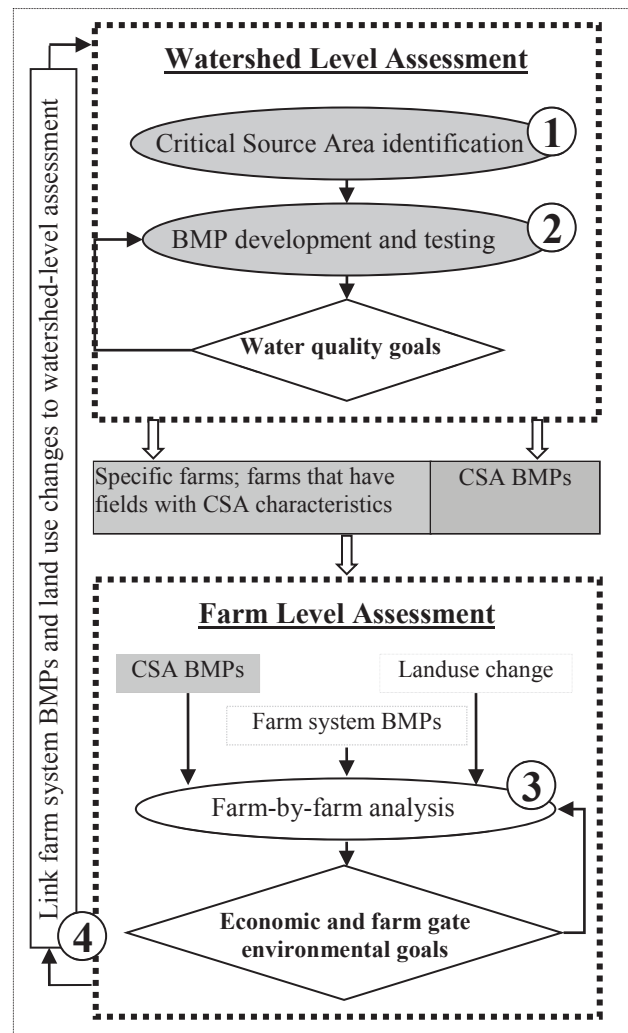 Watershed Level Assessment
Critical Source Area identification
1
BMP development and testing
2
Water quality goals
Specific farms; farms that have
fields with CSA characteristics
CSA BMPs
Farm Level Assessment
CSA BMPs
Landuse change
Farm system BMPs
3
Farm-by-farm analysis
Economic and farm gate
environmental goals
4
Link farm system BMPs and land use changes to watershed-level assessment